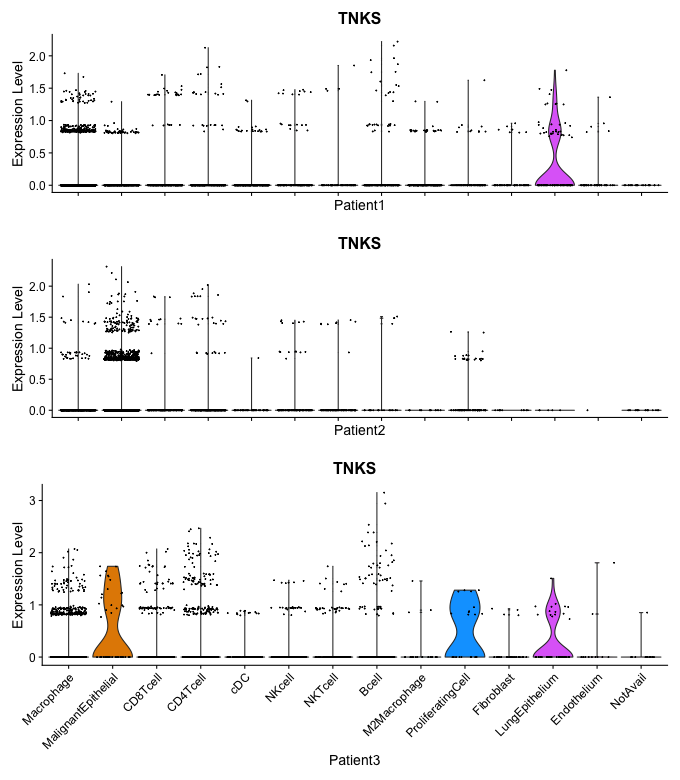 TNKS
Expression Level
2.0
1.5
1.0
0.5
0.0
Patient1
TNKS
Expression Level
2.0
1.5
1.0
0.5
0.0
Patient2
TNKS
Expression Level
3
2
1
0
Macrophage
MalignantEpithelial
CD8Tcell
CD4Tcell
cDC
NKcell
NKTcell
Bcell
M2Macrophage
ProliferatingCell
Fibroblast
LungEpithelium
Endothelium
NotAvail
Patient3